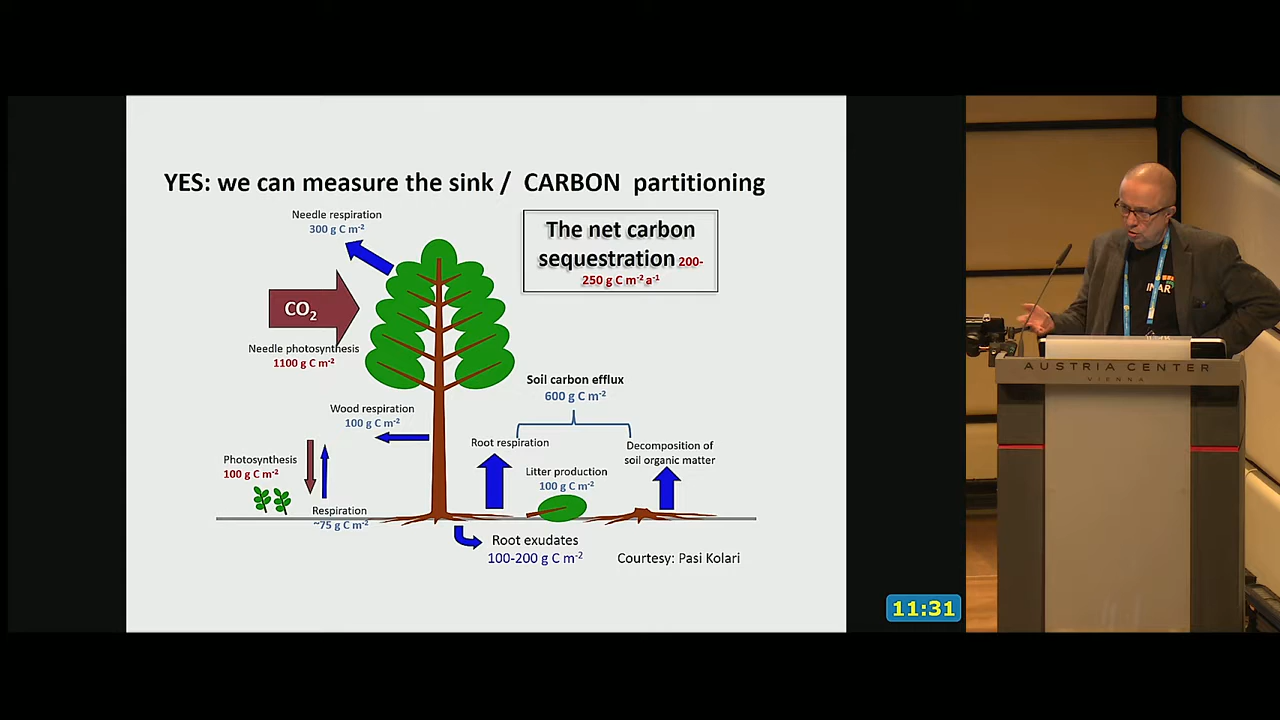 YES: we can measure the sink / CARBON partitioning
Needle respiration
300 g C m-2
The net carbon
sequestration 200-
250 g C m-2 a-1
CO2
Needle photosynthesis
1100 g C m-2
Soil carbon efflux
600 g C m-2
Wood respiration
100 g C m-2
Root respiration
Decomposition of
soil organic matter
Photosynthesis
100 g C m-2
Litter production
100 g C m-2
Respiration
~75 g C m-2
Root exudates
100-200 g C m-2
Courtesy: Pasi Kolari
11:31
INAR
AUSTRIA CENTER
VIENNA